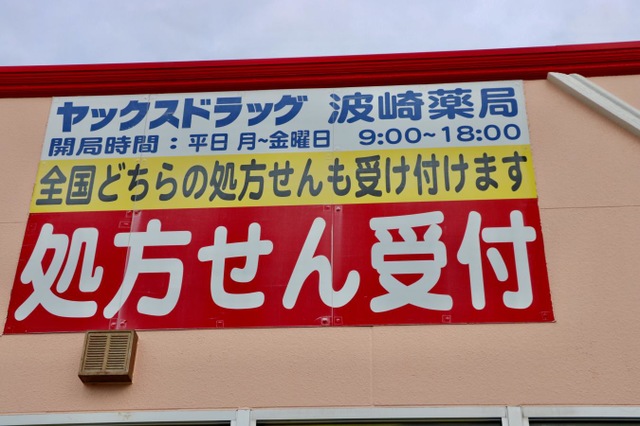 ヤックスドラッグ 波崎薬局
開局時間：平日 月~金曜日 9:00~18:00
全国どちらの処方せんも受け付けます
処方せん受付